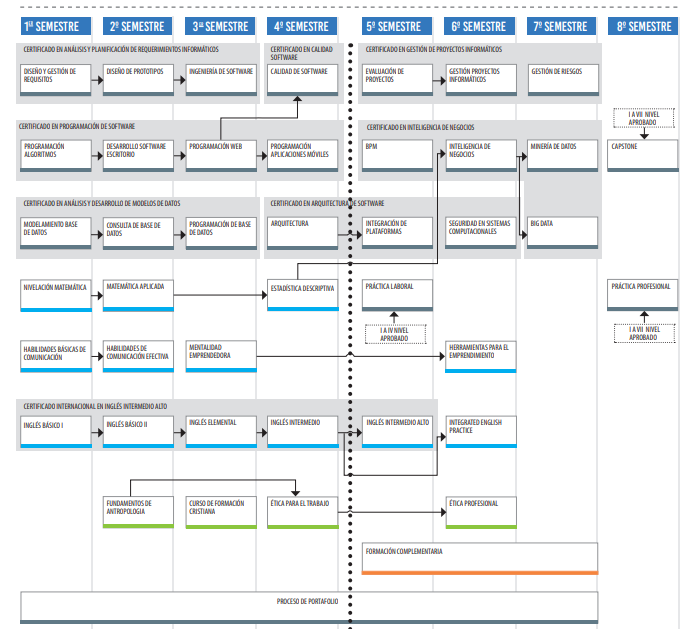 1ER SEMESTRE
2º SEMESTRE
3ER SEMESTRE
4º SEMESTRE
5º SEMESTRE
6º SEMESTRE
7º SEMESTRE
8º SEMESTRE
CERTIFICADO EN ANÁLISIS Y PLANIFICACIÓN DE REQUERIMIENTOS INFORMÁTICOS
CERTIFICADO EN CALIDAD
SOFTWARE
CERTIFICADO EN GESTIÓN DE PROYECTOS INFORMÁTICOS
DISEÑO Y GESTIÓN DE
REQUISITOS
DISEÑO DE PROTOTIPOS
INGENIERÍA DE SOFTWARE
CALIDAD DE SOFTWARE
EVALUACIÓN DE
PROYECTOS
GESTIÓN PROYECTOS
INFORMÁTICOS
GESTIÓN DE RIESGOS
I A VII NIVEL
APROBADO
CERTIFICADO EN PROGRAMACIÓN DE SOFTWARE
CERTIFICADO EN INTELIGENCIA DE NEGOCIOS
PROGRAMACIÓN
ALGORITMOS
DESARROLLO SOFTWARE
ESCRITORIO
PROGRAMACIÓN WEB
PROGRAMACIÓN
APLICACIONES MÓVILES
BPM
INTELIGENCIA DE
NEGOCIOS
MINERÍA DE DATOS
CAPSTONE
CERTIFICADO EN ANÁLISIS Y DESARROLLO DE MODELOS DE DATOS
CERTIFICADO EN ARQUITECTURA DE SOFTWARE
MODELAMIENTO BASE
DE DATOS
CONSULTA DE BASE DE
DATOS
PROGRAMACIÓN DE BASE
DE DATOS
ARQUITECTURA
INTEGRACIÓN DE
PLATAFORMAS
SEGURIDAD EN SISTEMAS
COMPUTACIONALES
BIG DATA
NIVELACIÓN MATEMÁTICA
MATEMÁTICA APLICADA
ESTADÍSTICA DESCRIPTIVA
PRÁCTICA LABORAL
PRÁCTICA PROFESIONAL
I A IV NIVEL
APROBADO
I A VII NIVEL
APROBADO
HABILIDADES BÁSICAS DE
COMUNICACIÓN
HABILIDADES DE
COMUNICACIÓN EFECTIVA
MENTALIDAD
EMPRENDEDORA
HERRAMIENTAS PARA EL
EMPRENDIMIENTO
CERTIFICADO INTERNACIONAL EN INGLÉS INTERMEDIO ALTO
INGLÉS BÁSICO I
INGLÉS BÁSICO II
INGLÉS ELEMENTAL
INGLÉS INTERMEDIO
INGLÉS INTERMEDIO ALTO
INTEGRATED ENGLISH
PRACTICE
FUNDAMENTOS DE
ANTROPOLOGIA
CURSO DE FORMACIÓN
CRISTIANA
ÉTICA PARA EL TRABAJO
ÉTICA PROFESIONAL
FORMACIÓN COMPLEMENTARIA
PROCESO DE PORTAFOLIO